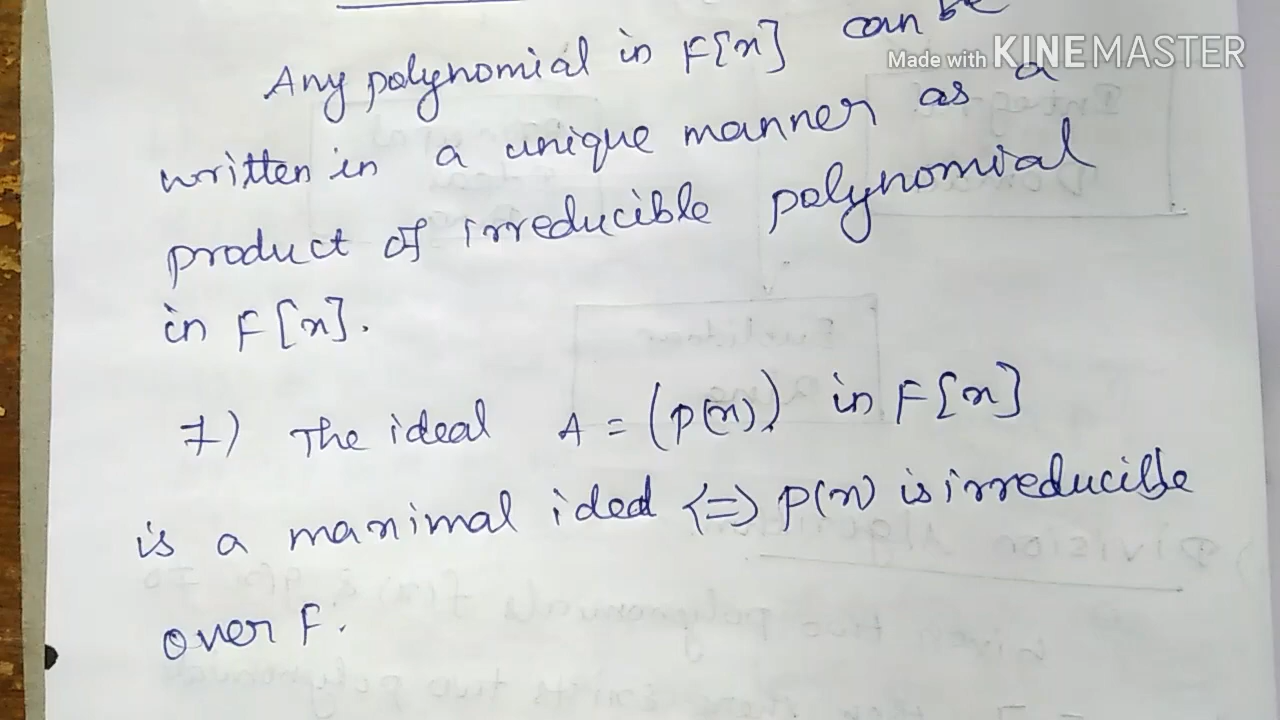 Any polynomial in F[x] can be
Made with KINEMASTER
written in a unique manner as a
product of irreducible polynomial
in F[x].
7) The ideal A = (p(x)) in F[x]
is a maximal ideal <=> p(x) is irreducible
over F.